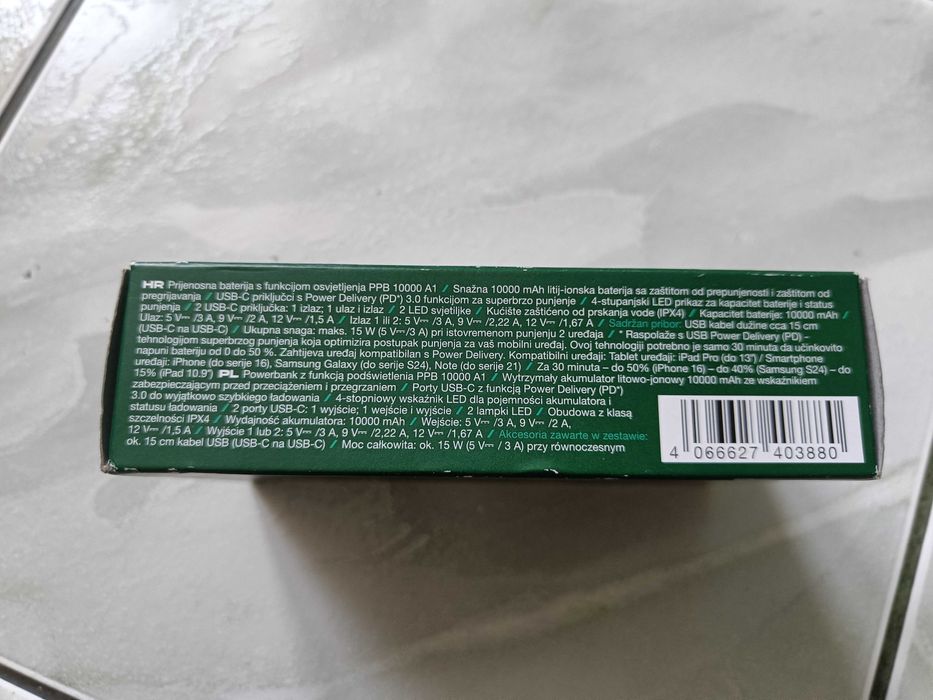 HR Prijenosna baterija s funkcijom osvjetljenja PPB 10000 A1 / Snažna 10000 mAh litij-ionska baterija sa zaštitom od prepunjenosti i zaštitom od
pregrijavanja / USB-C priključci s Power Delivery (PD*) 3.0 funkcijom za superbrzo punjenje / 4-stupanjski LED prikaz za kapacitet baterije i status
punjenja / 2 USB-C priključka: 1 izlaz; 1 ulaz i izlaz / 2 LED svjetiljke / Kućište zaštićeno od prskanja vode (IPX4) / Kapacitet baterije: 10000 mAh /
Ulaz: 5 V⎓/3 A, 9 V⎓/2 A, 12 V⎓/1,5 A / Izlaz 1 ili 2: 5 V⎓/3 A, 9 V⎓/2,22 A, 12 V⎓/1,67 A / Sadržan pribor: USB kabel dužine cca 15 cm
(USB-C na USB-C) / Ukupna snaga: maks. 15 W (5 V⎓/3 A) pri istovremenom punjenju 2 uređaja / * Raspolaže s USB Power Delivery (PD) -
tehnologijom superbrzog punjenja koja optimizira postupak punjenja za vaš mobilni uređaj. Ovoj tehnologiji potrebno je samo 30 minuta da učinkovito
napuni bateriju od 0 do 50 %. Zahtijeva uređaj kompatibilan s Power Delivery. Kompatibilni uređaji: Tablet uređaji: iPad Pro (do 13") / Smartphone
uređaji: iPhone (do serije 16), Samsung Galaxy (do serije S24), Note (do serije 21) / Za 30 minuta – do 50% (iPhone 16) – do 40% (Samsung S24) – do
15% (iPad 10.9") PL Powerbank z funkcją podświetlenia PPB 10000 A1 / Wytrzymały akumulator litowo-jonowy 10000 mAh ze wskaźnikiem
zabezpieczającym przed przeciążeniem i przegrzaniem / Porty USB-C z funkcją Power Delivery (PD*)
3.0 do wyjątkowo szybkiego ładowania / 4-stopniowy wskaźnik LED dla pojemności akumulatora i
statusu ładowania / 2 porty USB-C: 1 wyjście; 1 wejście i wyjście / 2 lampki LED / Obudowa z klasą
szczelności IPX4 / Wydajność akumulatora: 10000 mAh / Wejście: 5 V⎓/3 A, 9 V⎓/2 A,
12 V⎓/1,5 A / Wyjście 1 lub 2: 5 V⎓/3 A, 9 V⎓/2,22 A, 12 V⎓/1,67 A / Akcesoria zawarte w zestawie:
ok. 15 cm kabel USB (USB-C na USB-C) / Moc całkowita: ok. 15 W (5 V⎓/ 3 A) przy równoczesnym
4 066627 403880